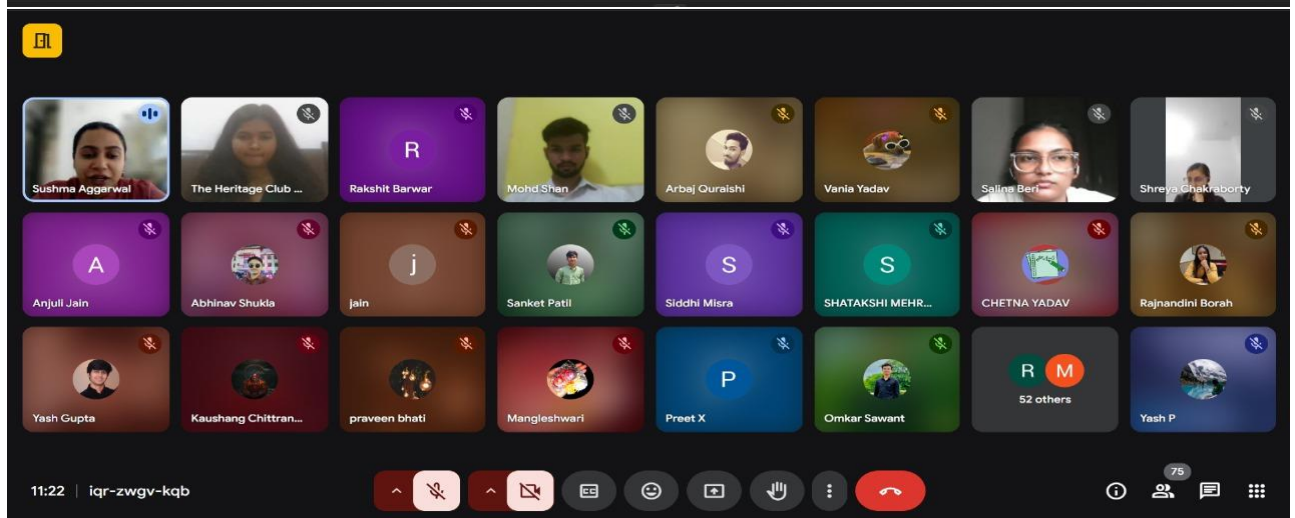 Sushma Aggarwal
The Heritage Club ...
R
Rakshit Barwar
Mohd Shan
Arbaj Quraishi
Vania Yadav
Salina Beri
Shreya Chakraborty
A
Anjuli Jain
Abhinav Shukla
j
jain
Sanket Patil
S
Siddhi Misra
S
SHATAKSHI MEHR...
CHETNA YADAV
Rajnandini Borah
Yash Gupta
Kaushang Chittran...
praveen bhati
Mangleshwari
P
Preet X
Omkar Sawant
R M
52 others
Yash P
11:22 | iqr-zwgv-kqb
CC
75